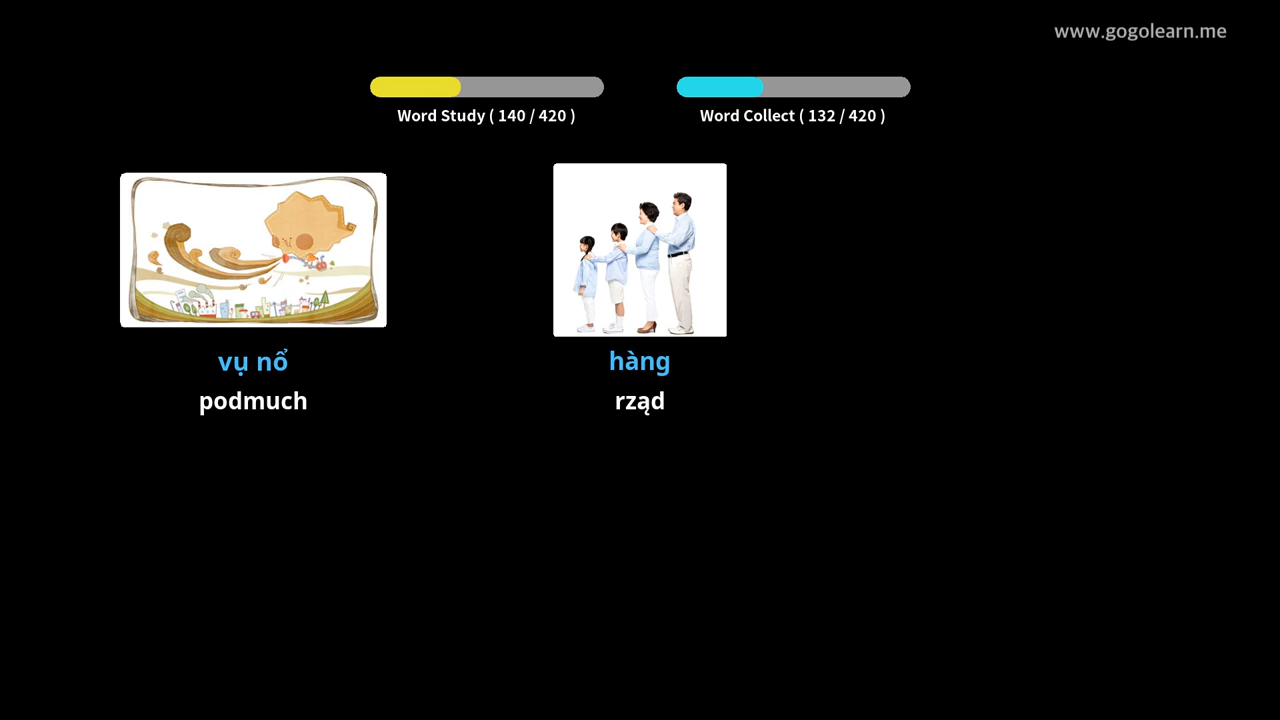 www.gogolearn.me
Word Study ( 140 / 420 )
Word Collect ( 132 / 420 )
vụ nổ
podmuch
hàng
rząd